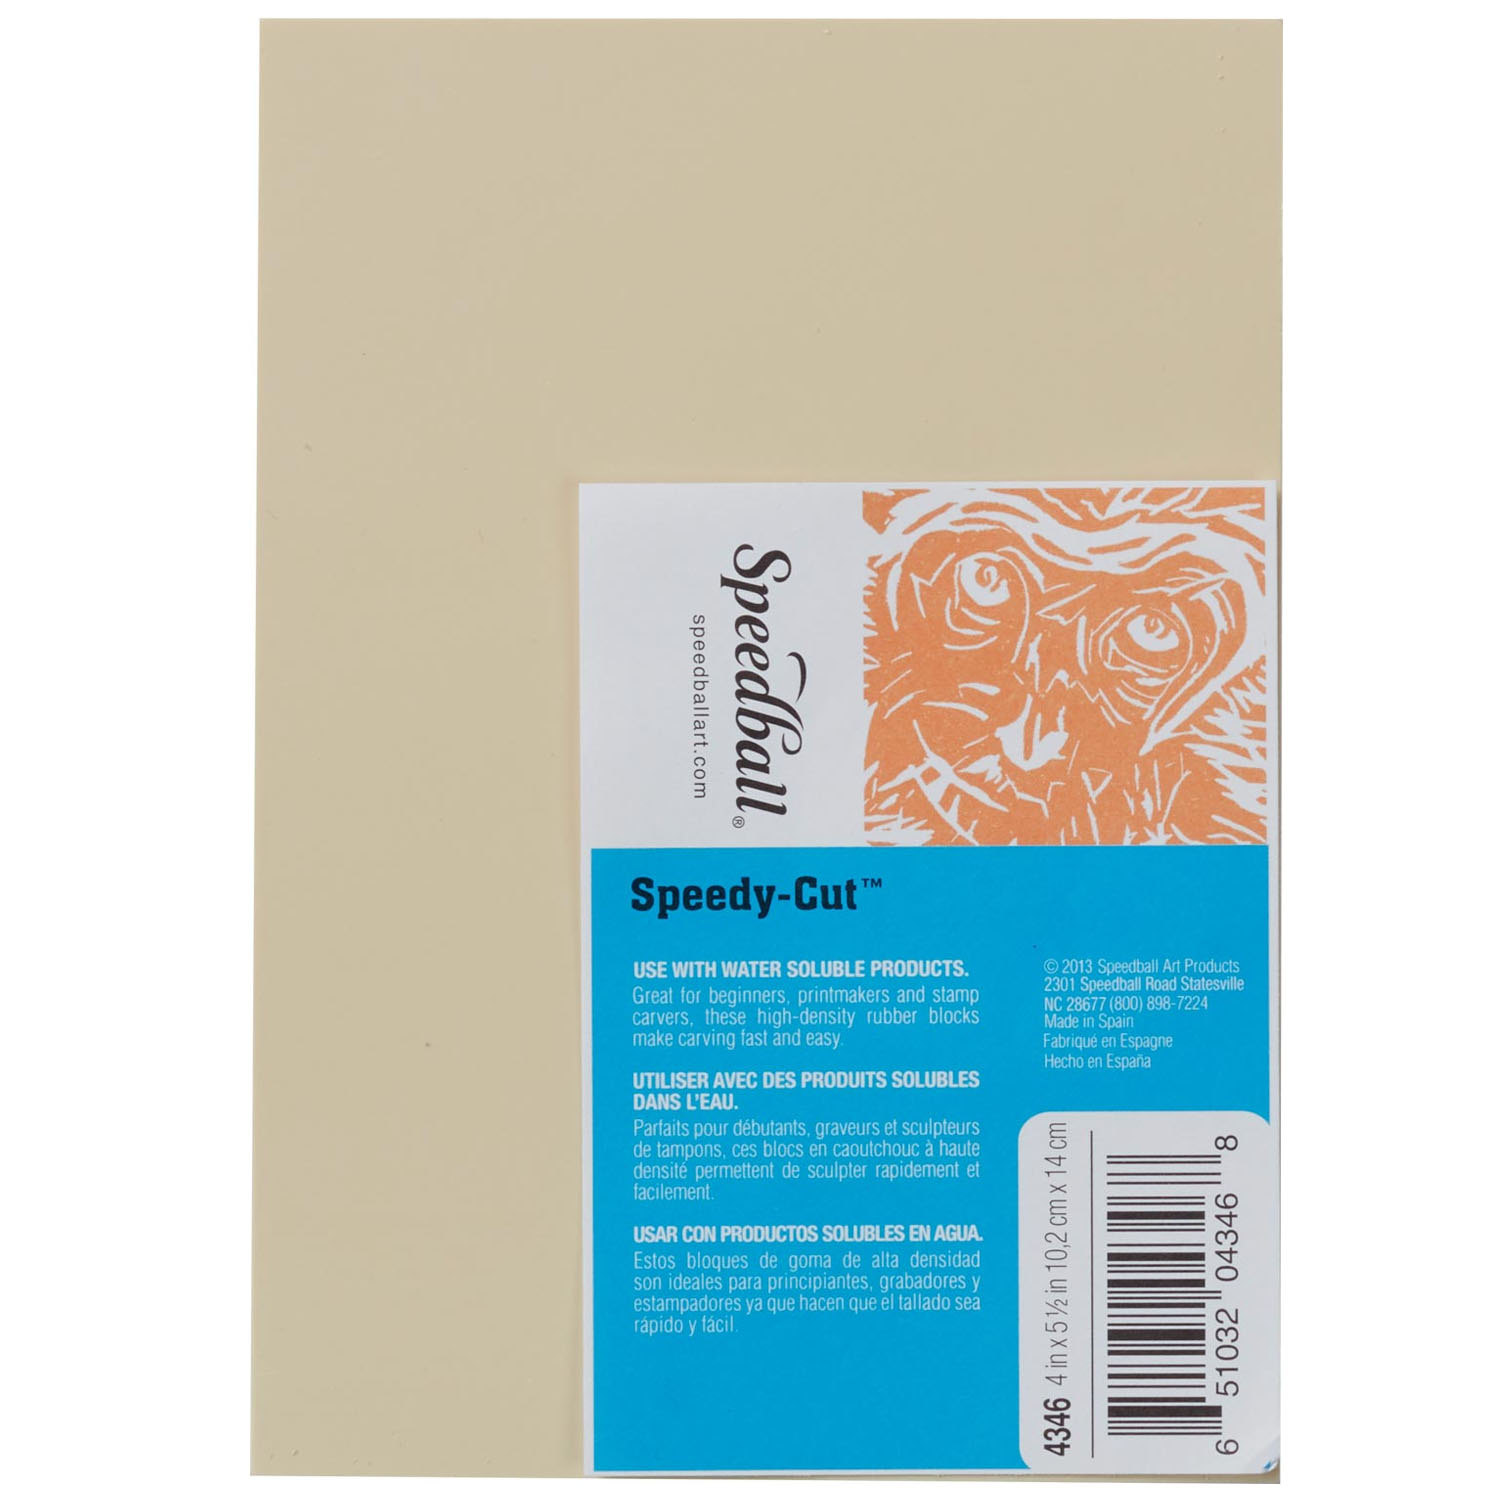 Speedball®
speedballart.com
Speedy-Cut™
USE WITH WATER SOLUBLE PRODUCTS.
Great for beginners, printmakers and stamp
carvers, these high-density rubber blocks
make carving fast and easy.
UTILISER AVEC DES PRODUITS SOLUBLES
DANS L'EAU.
Parfaits pour débutants, graveurs et sculpteurs
de tampons, ces blocs en caoutchouc à haute
densité permettent de sculpter rapidement et
facilement.
USAR CON PRODUCTOS SOLUBLES EN AGUA.
Estos bloques de goma de alta densidad
son ideales para principiantes, grabadores y
estampadores ya que hacen que el tallado sea
rápido y fácil.
© 2013 Speedball Art Products
2301 Speedball Road Statesville
NC 28677 (800) 898-7224
Made in Spain
Fabriqué en Espagne
Hecho en España
4346 4 in x 5 ½ in 10,2 cm x 14 cm
6 51032 04346 8